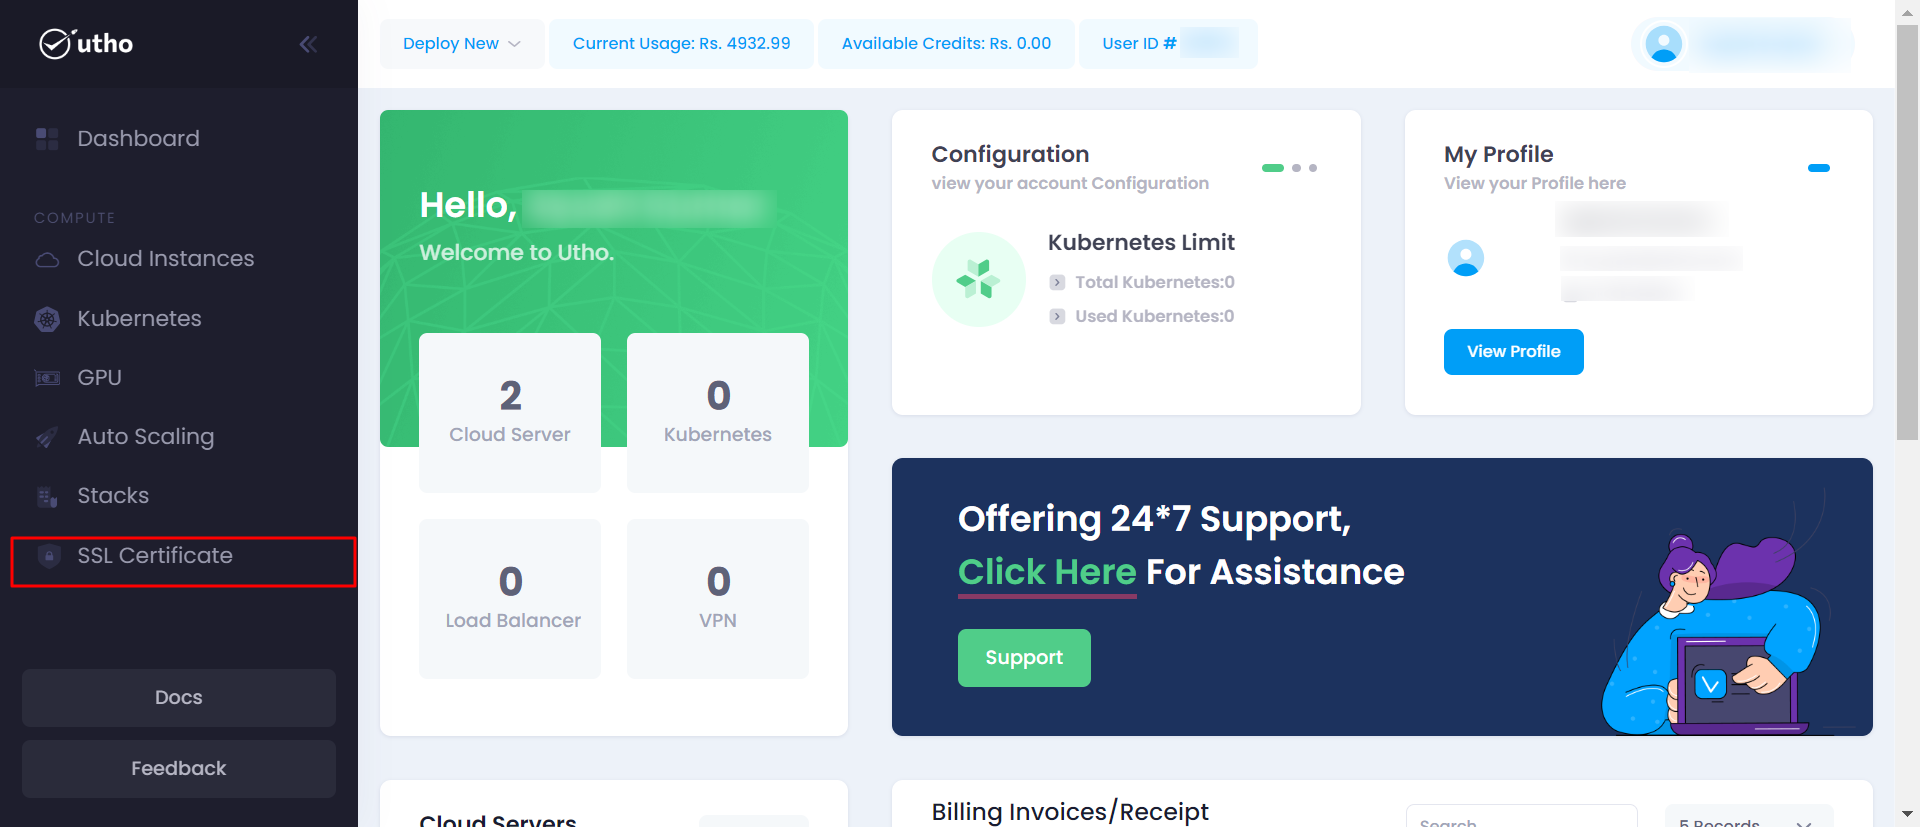 utho
Dashboard
COMPUTE
Cloud Instances
Kubernetes
GPU
Auto Scaling
Stacks
SSL Certificate
Docs
Feedback
Deploy New
Current Usage: Rs. 4932.99
Available Credits: Rs. 0.00
User ID #
Hello,
Welcome to Utho.
2
Cloud Server
0
Kubernetes
0
Load Balancer
0
VPN
Configuration
view your account Configuration
Kubernetes Limit
Total Kubernetes:0
Used Kubernetes:0
My Profile
View your Profile here
View Profile
Offering 24*7 Support,
Click Here For Assistance
Support
Cloud Servers
Billing Invoices/Receipt
Search
5 Records